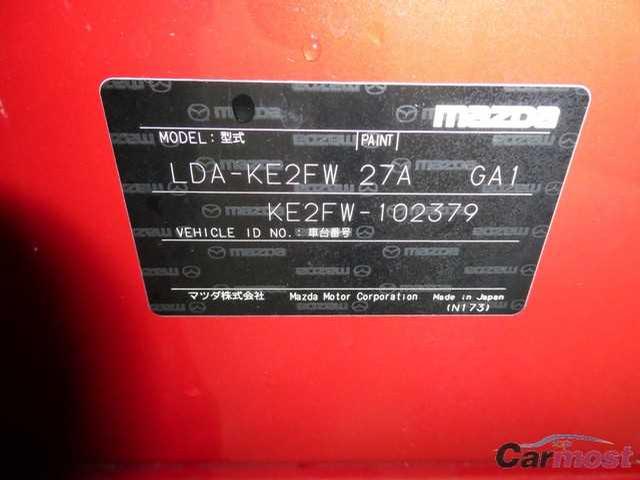 mazda
MODEL:型式 PAINT
LDA-KE2FW 27A GA1
KE2FW-102379
VEHICLE ID NO.:車台番号
マツダ株式会社 Mazda Motor Corporation Made in Japan
(N173)
Carmost